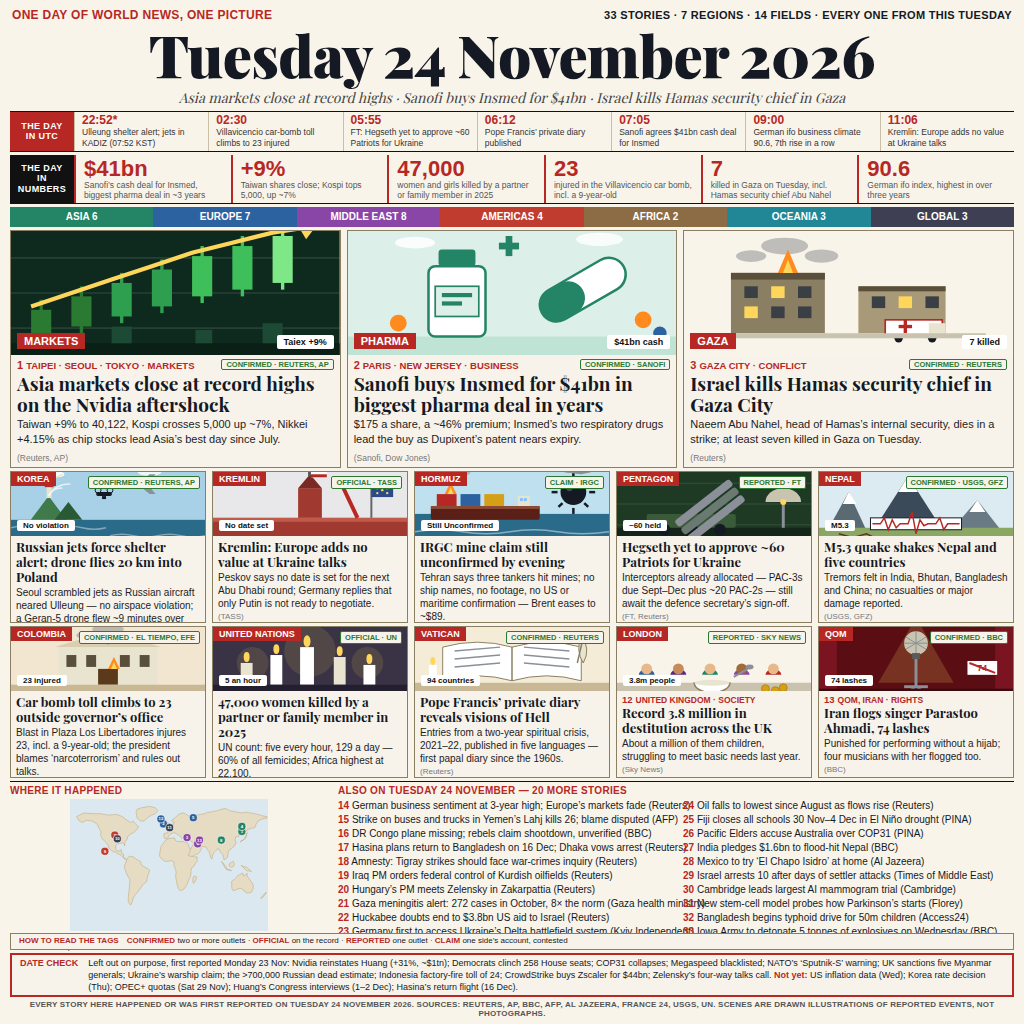 ONE DAY OF WORLD NEWS, ONE PICTURE
33 STORIES · 7 REGIONS · 14 FIELDS · EVERY ONE FROM THIS TUESDAY
Tuesday 24 November 2026
Asia markets close at record highs · Sanofi buys Insmed for $41bn · Israel kills Hamas security chief in Gaza
THE DAY
IN UTC
22:52*
Ulleung shelter alert; jets in
KADIZ (07:52 KST)
02:30
Villavicencio car-bomb toll
climbs to 23 injured
05:55
FT: Hegseth yet to approve ~60
Patriots for Ukraine
06:12
Pope Francis' private diary
published
07:05
Sanofi agrees $41bn cash deal
for Insmed
09:00
German ifo business climate
90.6, 7th rise in a row
11:06
Kremlin: Europe adds no value
at Ukraine talks
THE DAY
IN
NUMBERS
$41bn
Sanofi's cash deal for Insmed,
biggest pharma deal in ~3 years
+9%
Taiwan shares close; Kospi tops
5,000, up ~7%
47,000
women and girls killed by a partner
or family member in 2025
23
injured in the Villavicencio car bomb,
incl. a 9-year-old
7
killed in Gaza on Tuesday, incl.
Hamas security chief Abu Nahel
90.6
German ifo index, highest in over
three years
ASIA 6
EUROPE 7
MIDDLE EAST 8
AMERICAS 4
AFRICA 2
OCEANIA 3
GLOBAL 3
MARKETS
Taiex +9%
1 TAIPEI · SEOUL · TOKYO · MARKETS
CONFIRMED · REUTERS, AP
Asia markets close at record highs
on the Nvidia aftershock
Taiwan +9% to 40,122, Kospi crosses 5,000 up ~7%, Nikkei
+4.15% as chip stocks lead Asia's best day since July.
(Reuters, AP)
PHARMA
$41bn cash
2 PARIS · NEW JERSEY · BUSINESS
CONFIRMED · SANOFI
Sanofi buys Insmed for $41bn in
biggest pharma deal in years
$175 a share, a ~46% premium; Insmed's two respiratory drugs
lead the buy as Dupixent's patent nears expiry.
(Sanofi, Dow Jones)
GAZA
7 killed
3 GAZA CITY · CONFLICT
CONFIRMED · REUTERS
Israel kills Hamas security chief in
Gaza City
Naeem Abu Nahel, head of Hamas's internal security, dies in a
strike; at least seven killed in Gaza on Tuesday.
(Reuters)
KOREA
CONFIRMED · REUTERS, AP
No violation
Russian jets force shelter
alert; drone flies 20 km into
Poland
Seoul scrambled jets as Russian aircraft
neared Ulleung — no airspace violation;
a Geran-5 drone flew ~9 minutes over
KREMLIN
OFFICIAL · TASS
No date set
Kremlin: Europe adds no
value at Ukraine talks
Peskov says no date is set for the next
Abu Dhabi round; Germany replies that
only Putin is not ready to negotiate.
(TASS)
HORMUZ
CLAIM · IRGC
Still Unconfirmed
IRGC mine claim still
unconfirmed by evening
Tehran says three tankers hit mines; no
ship names, no footage, no US or
maritime confirmation — Brent eases to
~$89.
PENTAGON
REPORTED · FT
~60 held
Hegseth yet to approve ~60
Patriots for Ukraine
Interceptors already allocated — PAC-3s
due Sept–Dec plus ~20 PAC-2s — still
await the defence secretary's sign-off.
(FT, Reuters)
NEPAL
CONFIRMED · USGS, GFZ
M5.3
M5.3 quake shakes Nepal and
five countries
Tremors felt in India, Bhutan, Bangladesh
and China; no casualties or major
damage reported.
(USGS, GFZ)
COLOMBIA
CONFIRMED · EL TIEMPO, EFE
23 injured
Car bomb toll climbs to 23
outside governor's office
Blast in Plaza Los Libertadores injures
23, incl. a 9-year-old; the president
blames 'narcoterrorism' and rules out
talks.
UNITED NATIONS
OFFICIAL · UN
5 an hour
47,000 women killed by a
partner or family member in
2025
UN count: five every hour, 129 a day —
60% of all femicides; Africa highest at
22,100.
VATICAN
CONFIRMED · REUTERS
94 countries
Pope Francis' private diary
reveals visions of Hell
Entries from a two-year spiritual crisis,
2021–22, published in five languages —
first papal diary since the 1960s.
(Reuters)
LONDON
REPORTED · SKY NEWS
3.8m people
12 UNITED KINGDOM · SOCIETY
Record 3.8 million in
destitution across the UK
About a million of them children,
struggling to meet basic needs last year.
(Sky News)
QOM
CONFIRMED · BBC
74
74 lashes
13 QOM, IRAN · RIGHTS
Iran flogs singer Parastoo
Ahmadi, 74 lashes
Punished for performing without a hijab;
four musicians with her flogged too.
(BBC)
WHERE IT HAPPENED
ALSO ON TUESDAY 24 NOVEMBER — 20 MORE STORIES
14 German business sentiment at 3-year high; Europe's markets fade (Reuters)
15 Strike on buses and trucks in Yemen's Lahj kills 26; blame disputed (AFP)
16 DR Congo plane missing; rebels claim shootdown, unverified (BBC)
17 Hasina plans return to Bangladesh on 16 Dec; Dhaka vows arrest (Reuters)
18 Amnesty: Tigray strikes should face war-crimes inquiry (Reuters)
19 Iraq PM orders federal control of Kurdish oilfields (Reuters)
20 Hungary's PM meets Zelensky in Zakarpattia (Reuters)
21 Gaza meningitis alert: 272 cases in October, 8× the norm (Gaza health ministry)
22 Huckabee doubts end to $3.8bn US aid to Israel (Reuters)
23 Germany first to access Ukraine's Delta battlefield system (Kyiv Independent)
24 Oil falls to lowest since August as flows rise (Reuters)
25 Fiji closes all schools 30 Nov–4 Dec in El Niño drought (PINA)
26 Pacific Elders accuse Australia over COP31 (PINA)
27 India pledges $1.6bn to flood-hit Nepal (BBC)
28 Mexico to try 'El Chapo Isidro' at home (Al Jazeera)
29 Israel arrests 10 after days of settler attacks (Times of Middle East)
30 Cambridge leads largest AI mammogram trial (Cambridge)
31 New stem-cell model probes how Parkinson's starts (Florey)
32 Bangladesh begins typhoid drive for 50m children (Access24)
33 Iowa Army to detonate 5 tonnes of explosives on Wednesday (BBC)
HOW TO READ THE TAGS CONFIRMED two or more outlets · OFFICIAL on the record · REPORTED one outlet · CLAIM one side's account, contested
DATE CHECK
Left out on purpose, first reported Monday 23 Nov: Nvidia reinstates Huang (+31%, ~$1tn); Democrats clinch 258 House seats; COP31 collapses; Megaspeed blacklisted; NATO's 'Sputnik-S' warning; UK sanctions five Myanmar
generals; Ukraine's warship claim; the >700,000 Russian dead estimate; Indonesia factory-fire toll of 24; CrowdStrike buys Zscaler for $44bn; Zelensky's four-way talks call. Not yet: US inflation data (Wed); Korea rate decision
(Thu); OPEC+ quotas (Sat 29 Nov); Huang's Congress interviews (1–2 Dec); Hasina's return flight (16 Dec).
EVERY STORY HERE HAPPENED OR WAS FIRST REPORTED ON TUESDAY 24 NOVEMBER 2026. SOURCES: REUTERS, AP, BBC, AFP, AL JAZEERA, FRANCE 24, USGS, UN. SCENES ARE DRAWN ILLUSTRATIONS OF REPORTED EVENTS, NOT
PHOTOGRAPHS.